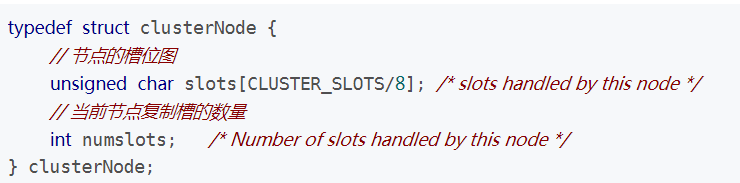 typedef struct clusterNode {
// 节点的槽位图
unsigned char slots[CLUSTER_SLOTS/8]; /* slots handled by this node */
// 当前节点复制槽的数量
int numslots; /* Number of slots handled by this node */
} clusterNode;